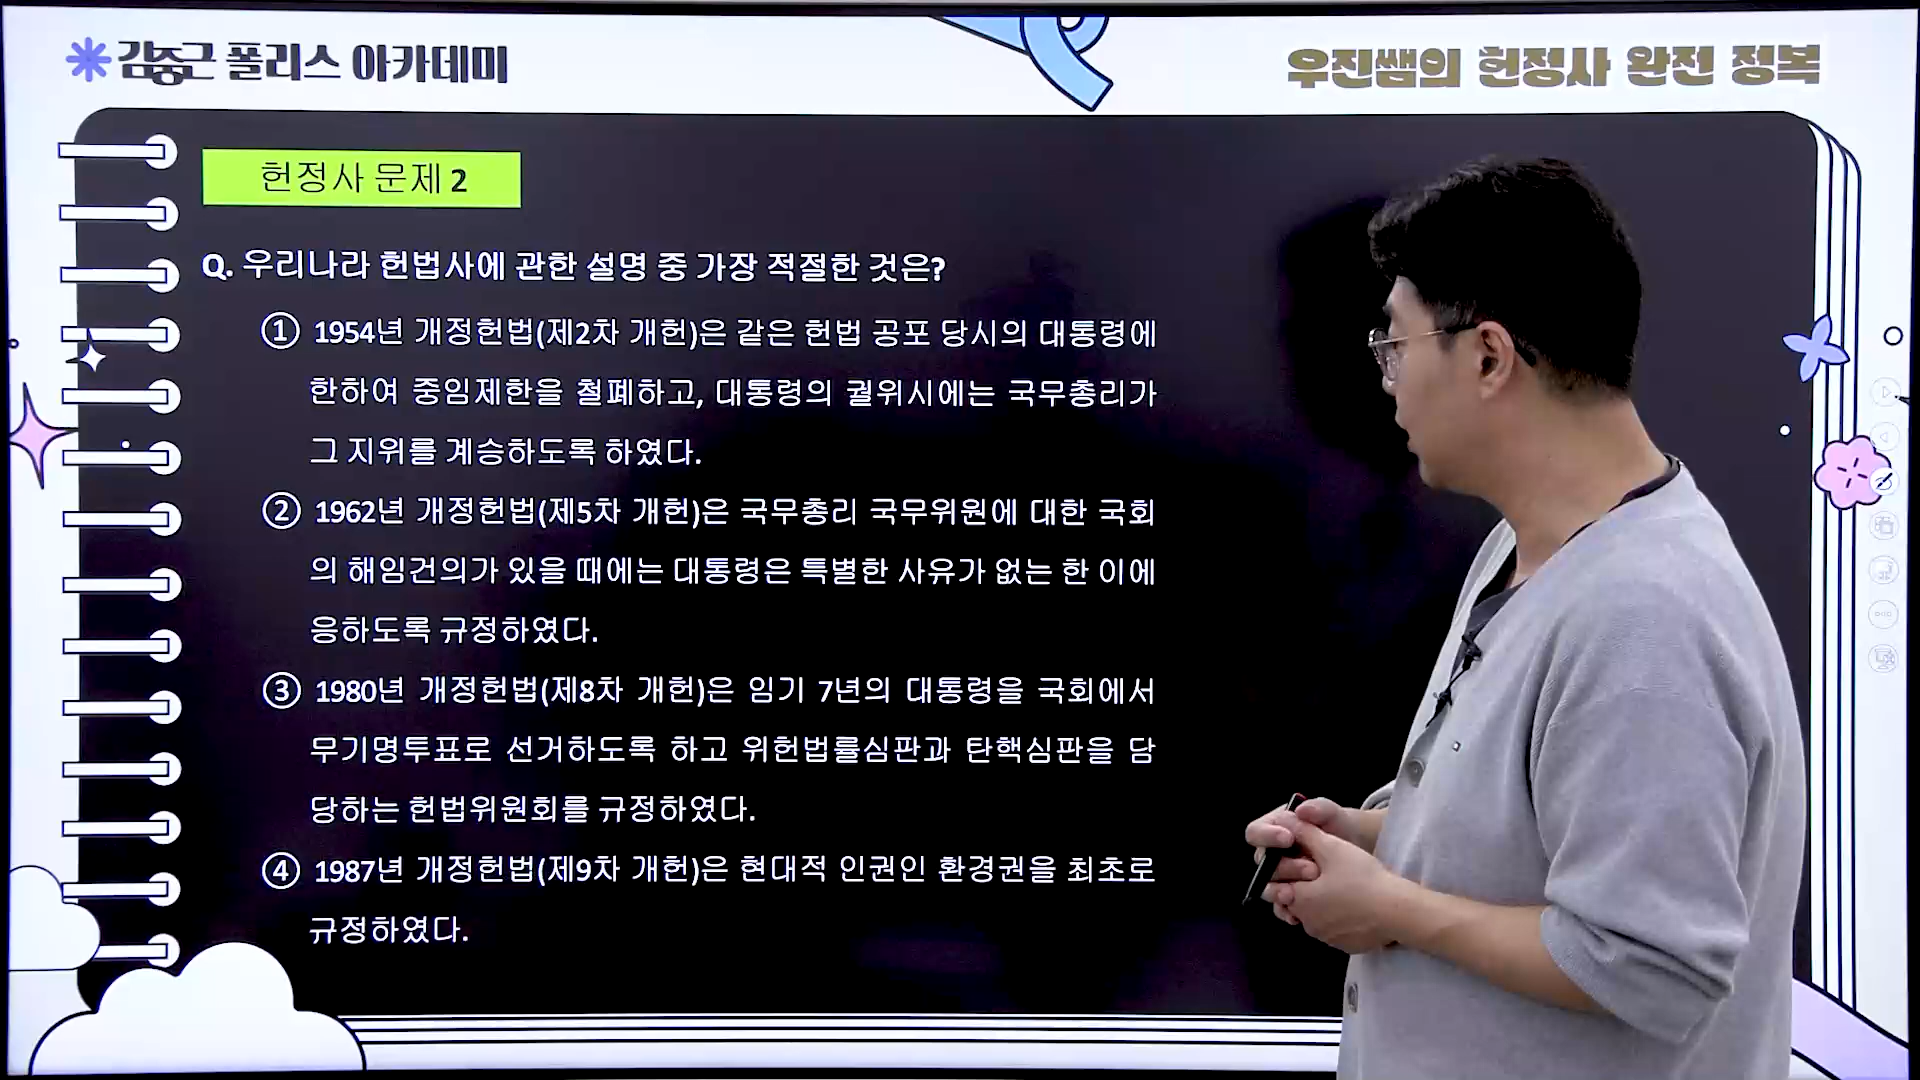 김중근 폴리스 아카데미
우진쌤의 헌정사 완전 정복
헌정사 문제 2
Q. 우리나라 헌법사에 관한 설명 중 가장 적절한 것은?
① 1954년 개정헌법(제2차 개헌)은 같은 헌법 공포 당시의 대통령에
한하여 중임제한을 철폐하고, 대통령의 궐위시에는 국무총리가
그 지위를 계승하도록 하였다.
② 1962년 개정헌법(제5차 개헌)은 국무총리 국무위원에 대한 국회
의 해임건의가 있을 때에는 대통령은 특별한 사유가 없는 한 이에
응하도록 규정하였다.
③ 1980년 개정헌법(제8차 개헌)은 임기 7년의 대통령을 국회에서
무기명투표로 선거하도록 하고 위헌법률심판과 탄핵심판을 담
당하는 헌법위원회를 규정하였다.
④ 1987년 개정헌법(제9차 개헌)은 현대적 인권인 환경권을 최초로
규정하였다.